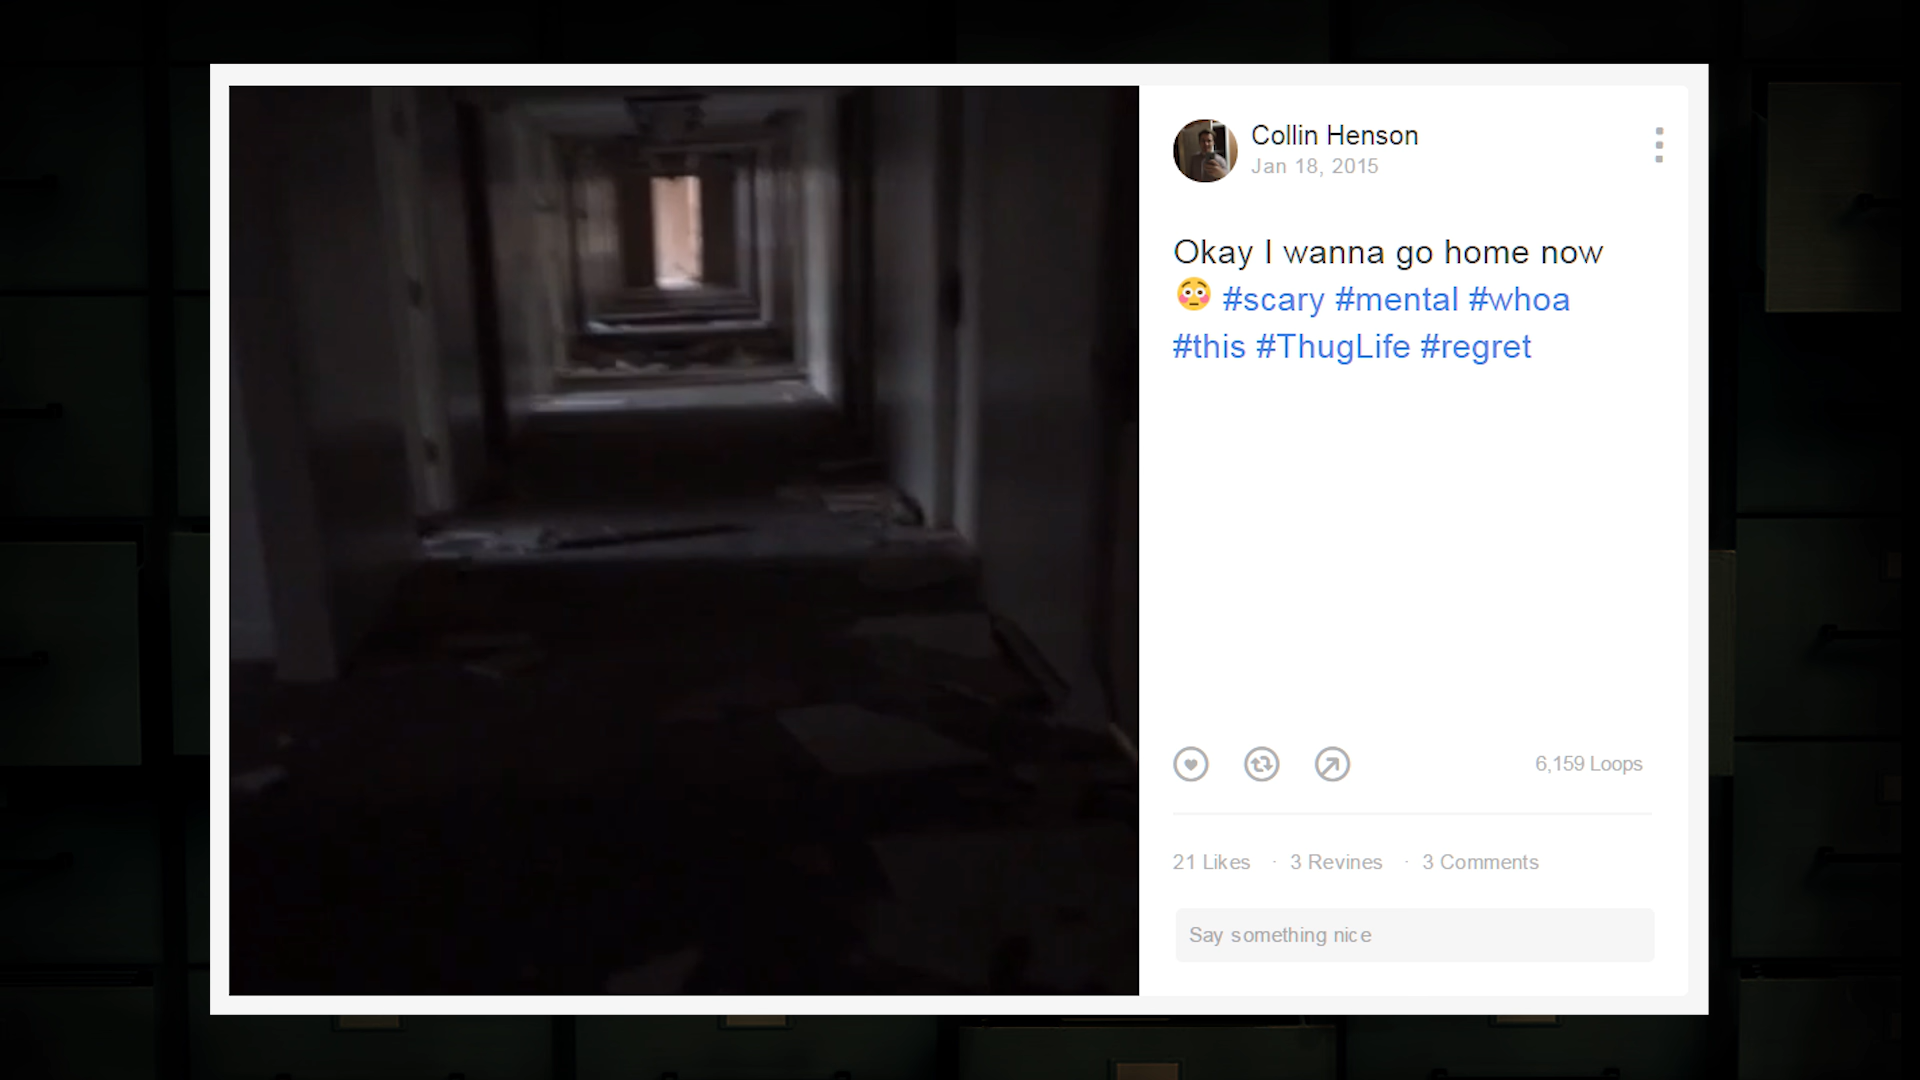 Collin Henson
Jan 18, 2015
Okay I wanna go home now
😳 #scary #mental #whoa
#this #ThugLife #regret
6,159 Loops
21 Likes · 3 Revines · 3 Comments
Say something nice